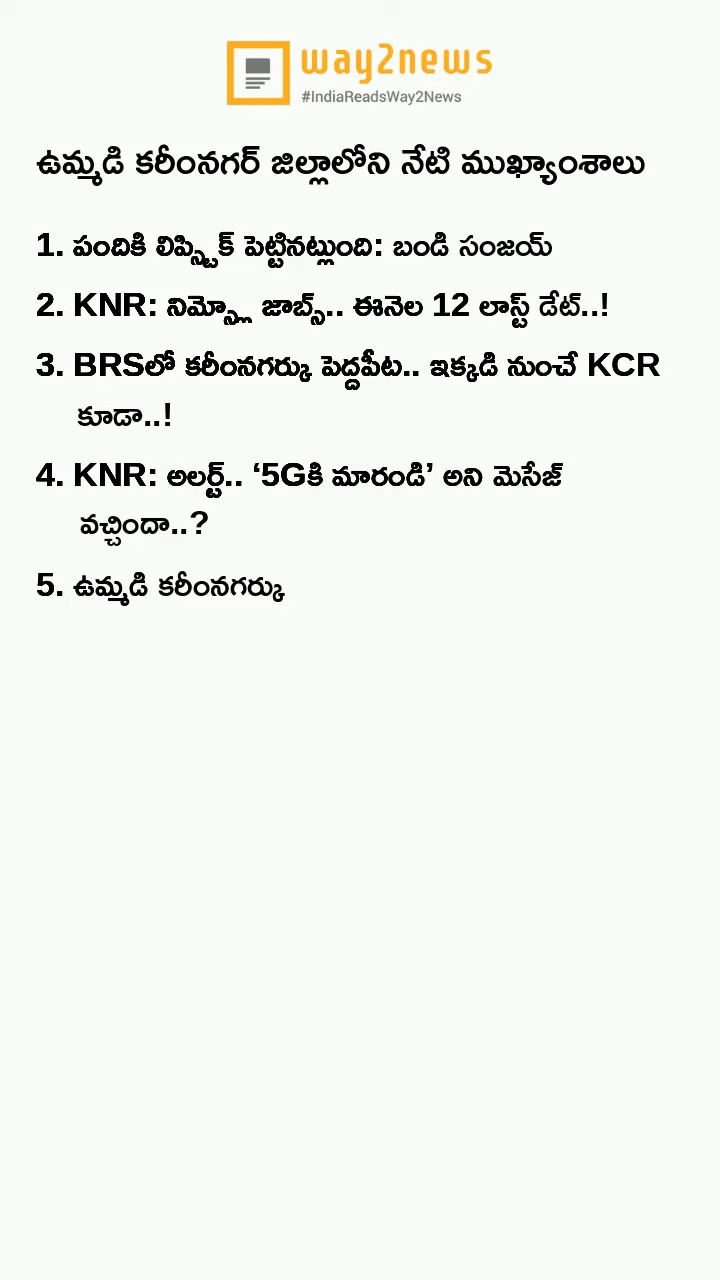 way2news
#IndiaReadsWay2News
ఉమ్మడి కరీంనగర్ జిల్లాలోని నేటి ముఖ్యాంశాలు
1. పందికి లిప్స్టిక్ పెట్టినట్లుంది: బండి సంజయ్
2. KNR: నిమ్స్లో జాబ్స్.. ఈనెల 12 లాస్ట్ డేట్..!
3. BRSలో కరీంనగర్కు పెద్దపీట.. ఇక్కడి నుంచే KCR
కూడా..!
4. KNR: అలర్ట్.. ‘5Gకి మారండి’ అని మెసేజ్
వచ్చిందా..?
5. ఉమ్మడి కరీంనగర్కు